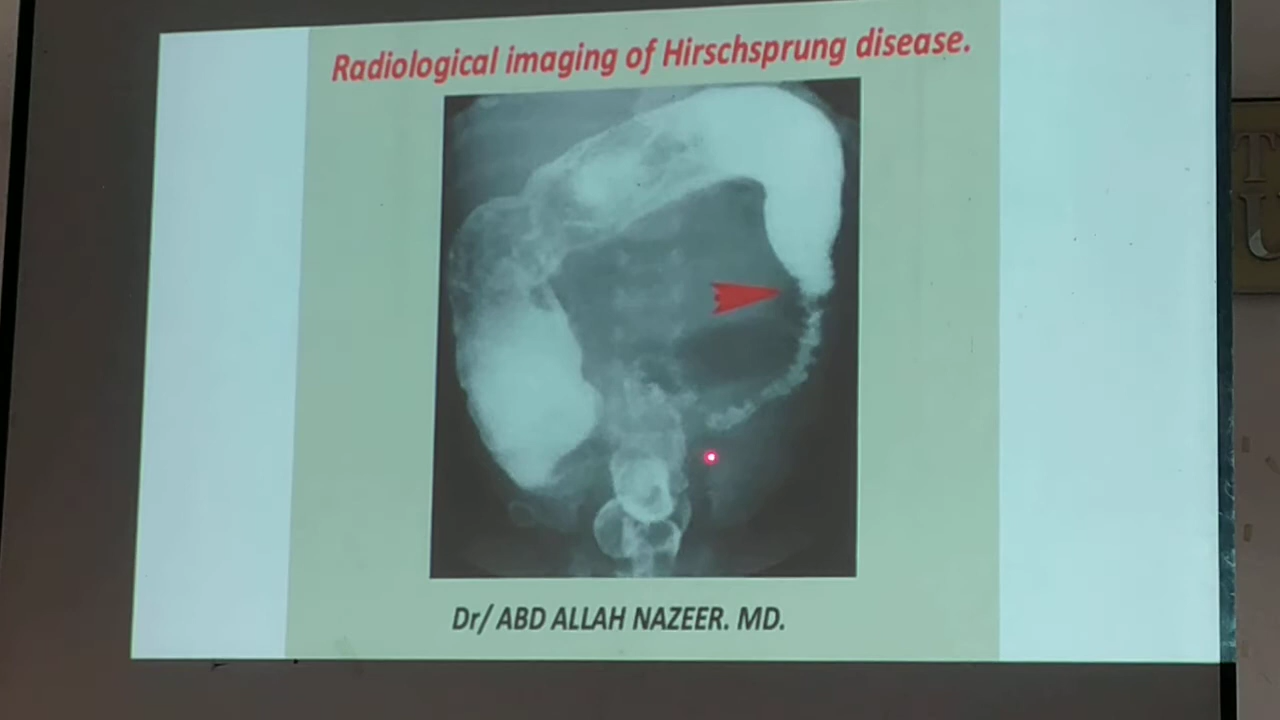 Radiological imaging of Hirschsprung disease.
Dr/ ABD ALLAH NAZEER. MD.
T
U